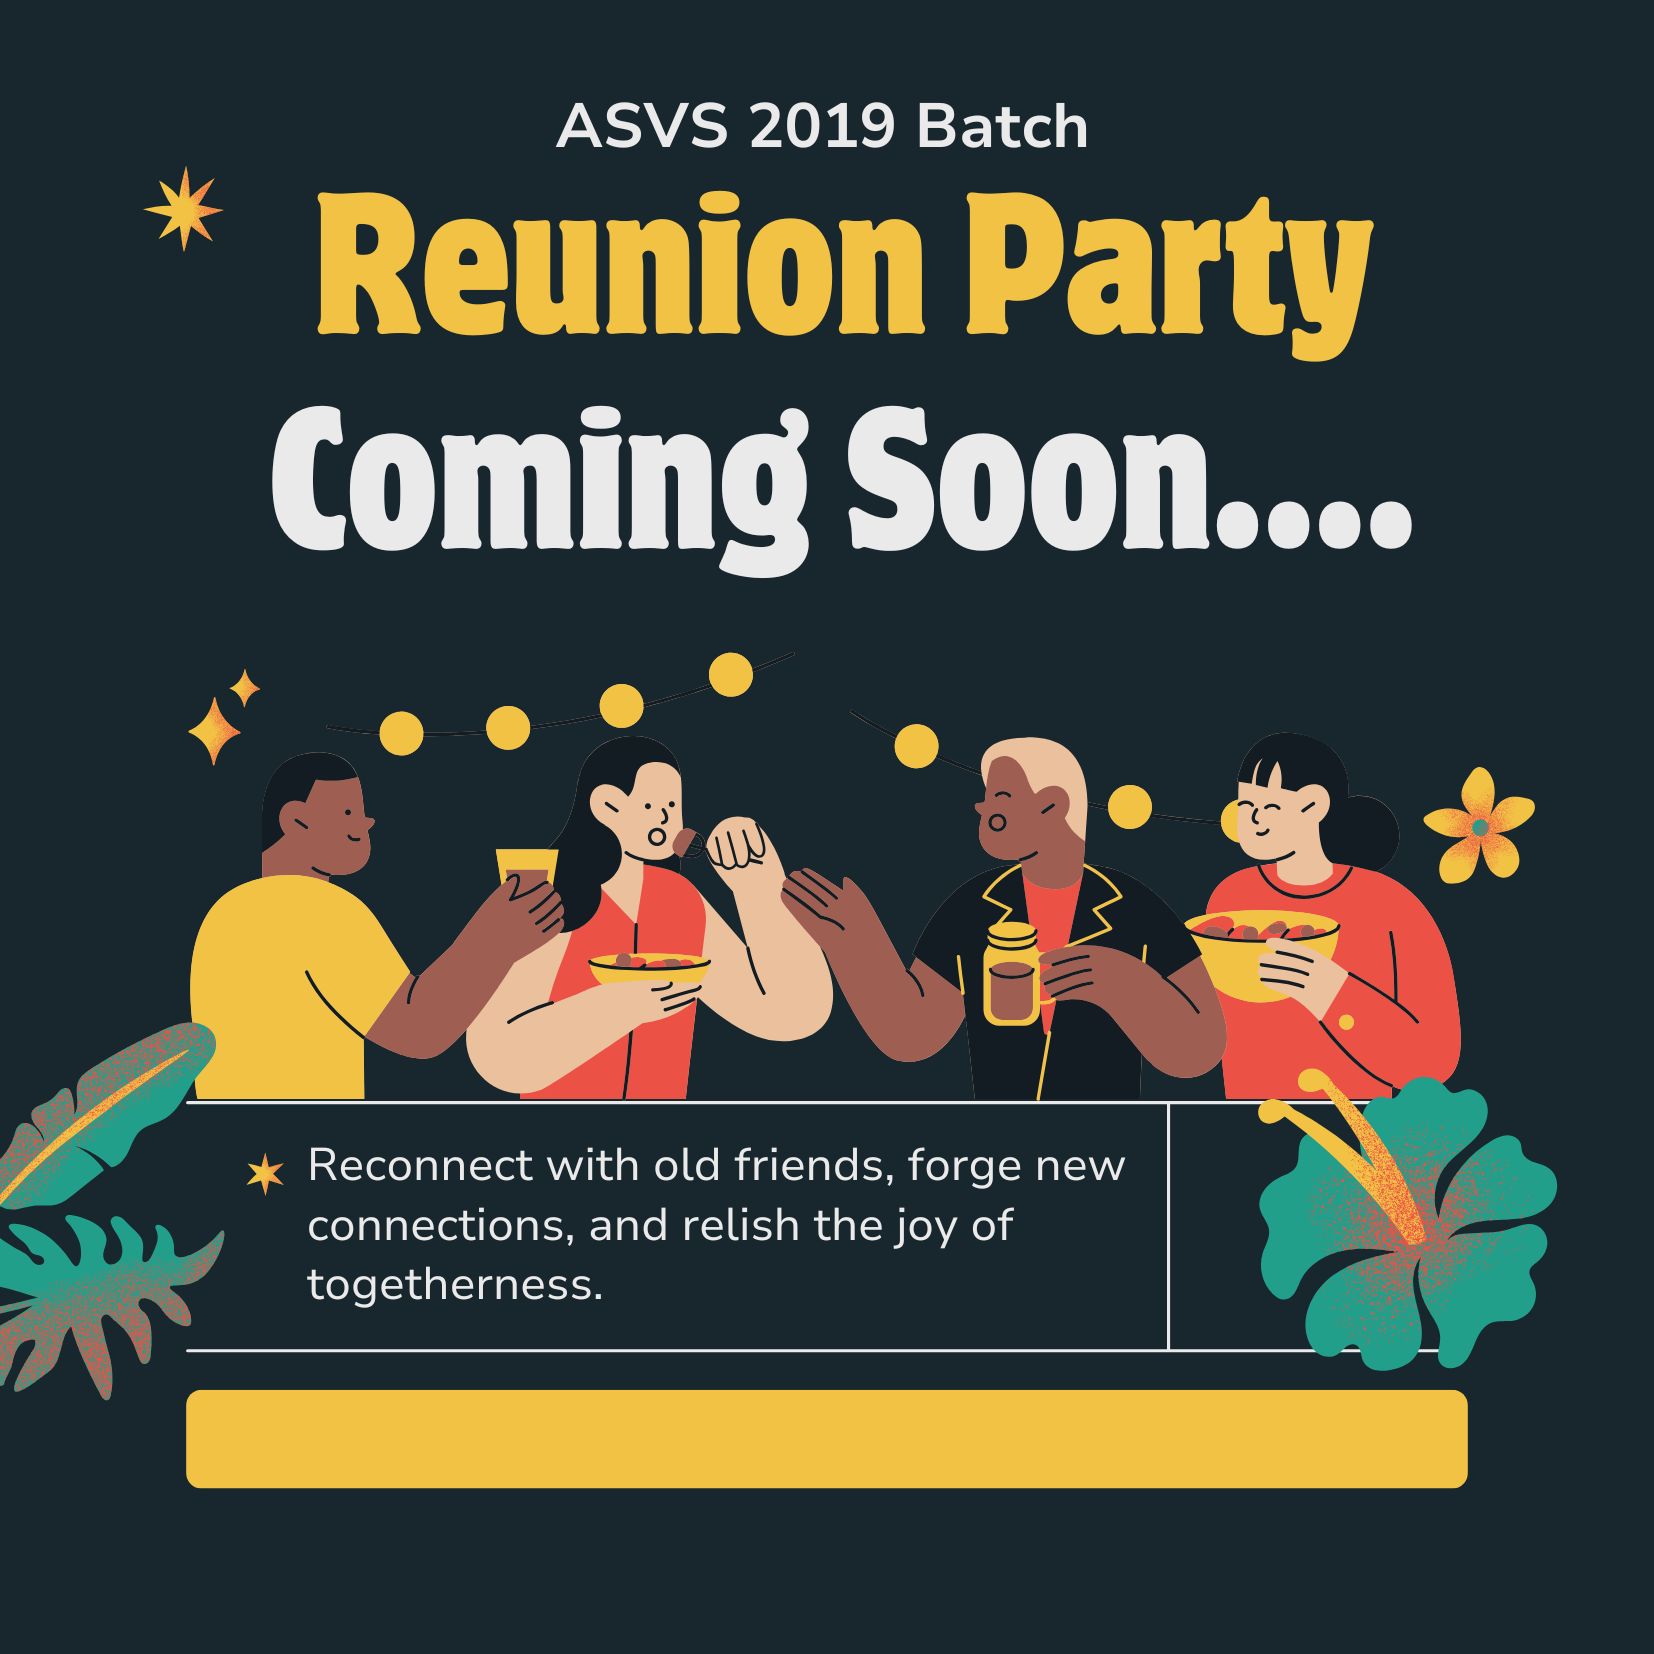 ASVS 2019 Batch
Reunion Party
Coming Soon....
Reconnect with old friends, forge new
connections, and relish the joy of
togetherness.